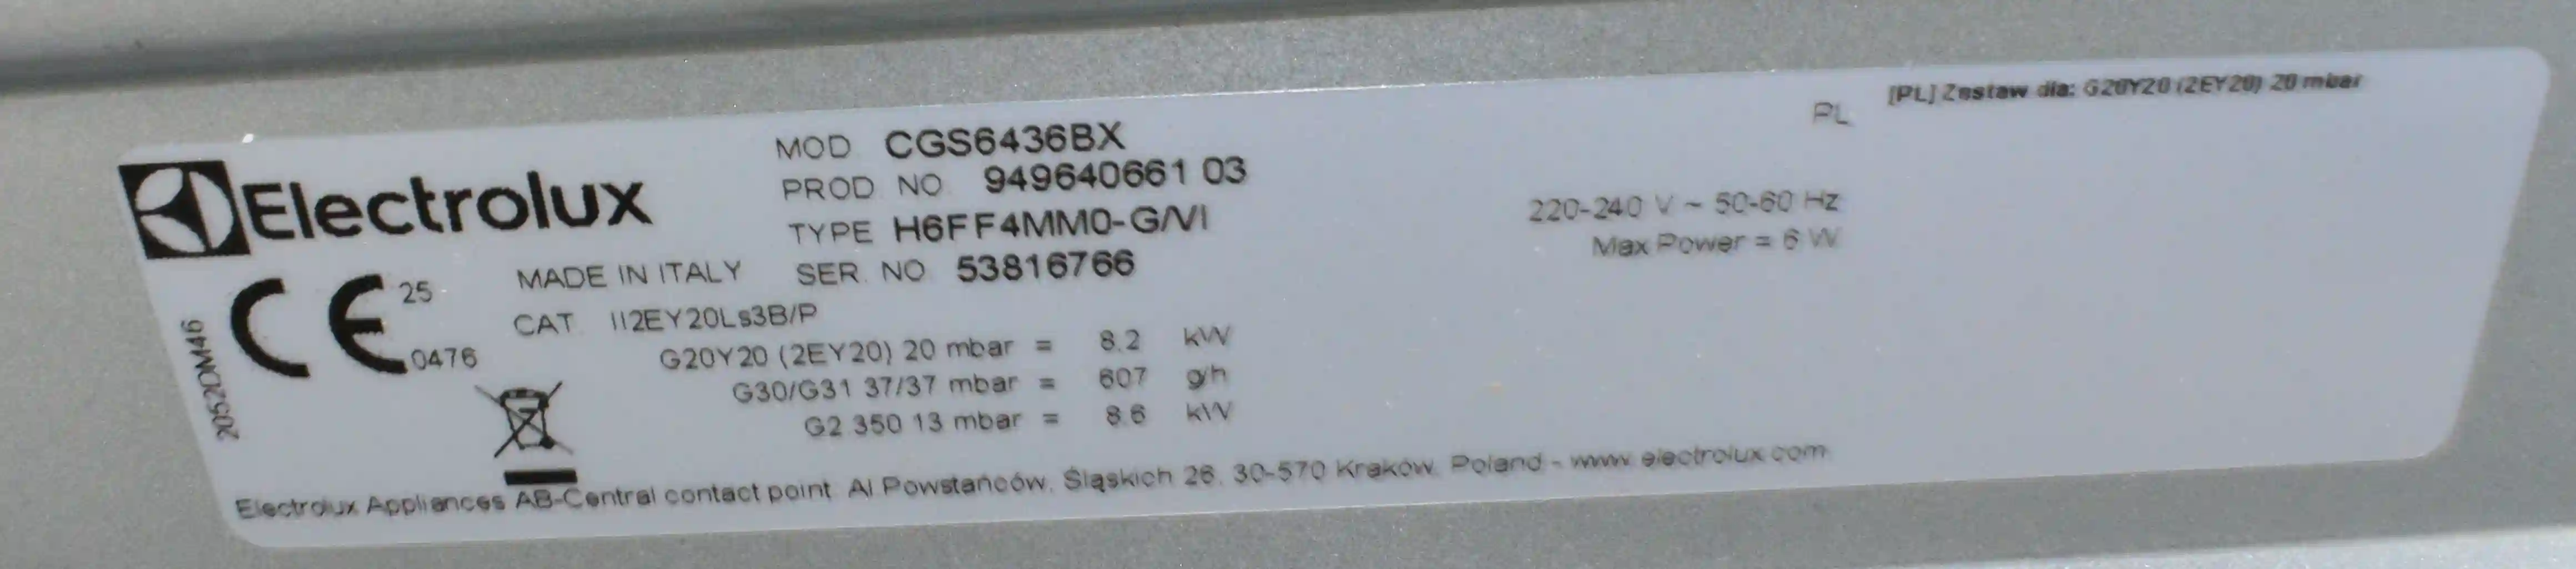 [PL] Zestaw dla: G20Y20 (2EY20) 20 mbar
PL
Electrolux
MOD CGS6436BX
PROD. NO 949640661 03
TYPE H6FF4MM0-G/VI
220-240 V ~ 50-60 Hz
Max Power = 6 W
MADE IN ITALY SER. NO 53816766
CE 25
0476
CAT II2EY20Ls3B/P
G20Y20 (2EY20) 20 mbar = 8.2 kW
G30/G31 37/37 mbar = 607 g/h
G2.350 13 mbar = 8.6 kW
2052DM46
Electrolux Appliances AB-Central contact point. Al.Powstańców. Śląskich 26. 30-570 Kraków. Poland - www.electrolux.com